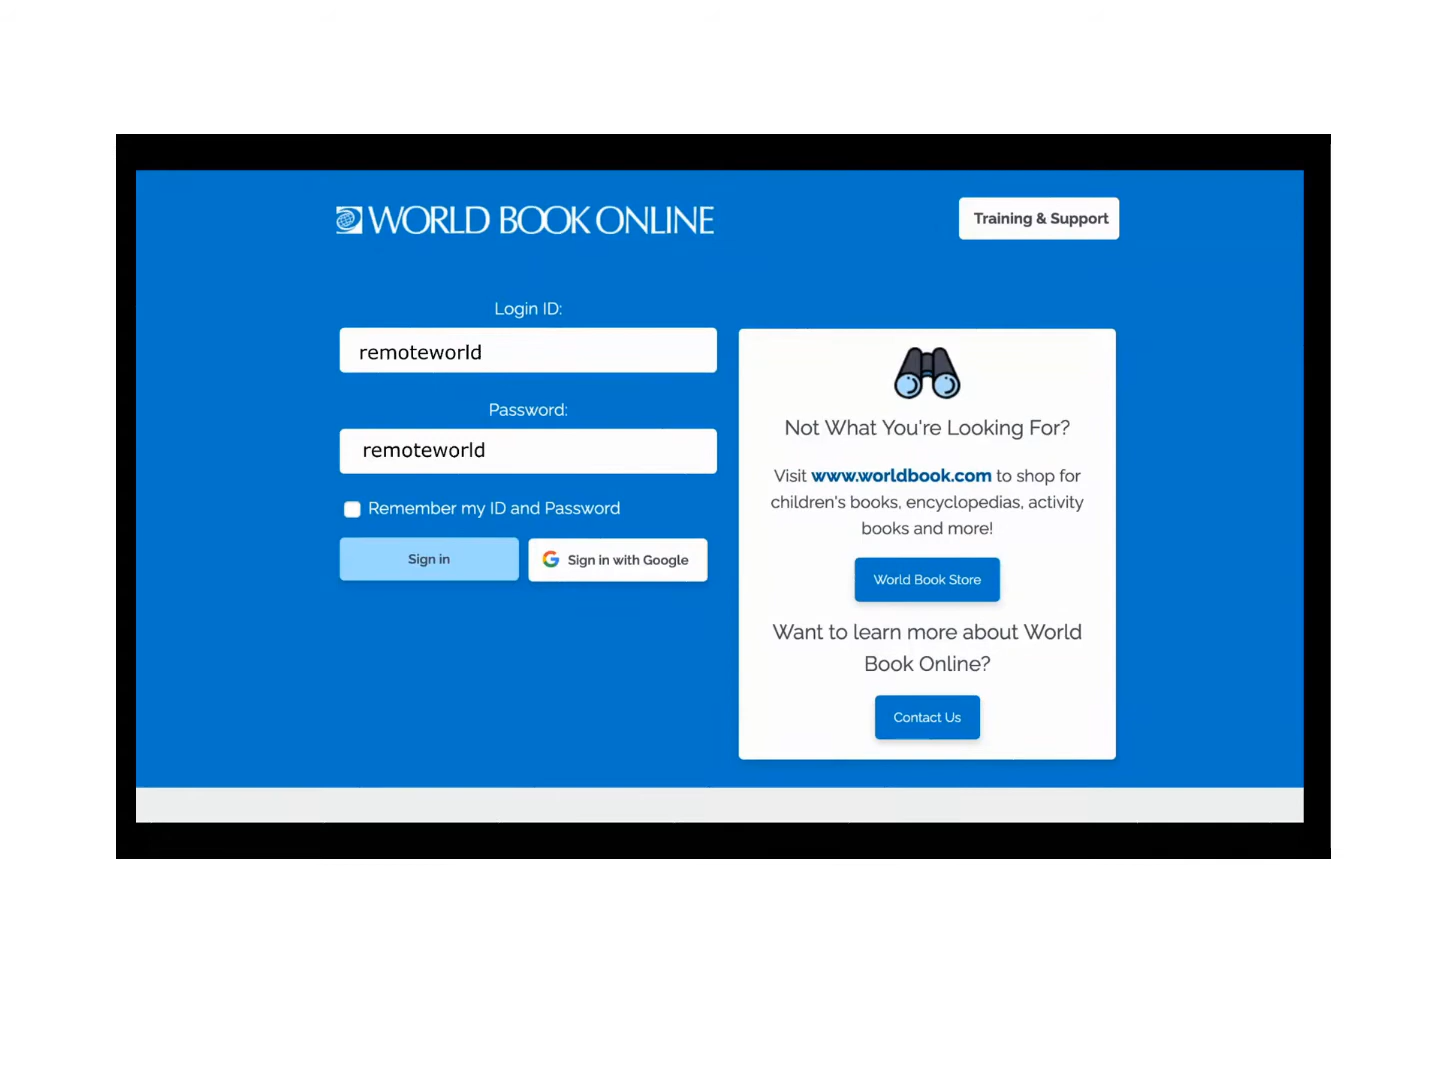 WORLD BOOK ONLINE
Training & Support
Login ID:
remoteworld
Password:
remoteworld
Remember my ID and Password
Sign in
Sign in with Google
Not What You're Looking For?
Visit www.worldbook.com to shop for
children's books, encyclopedias, activity
books and more!
World Book Store
Want to learn more about World
Book Online?
Contact Us